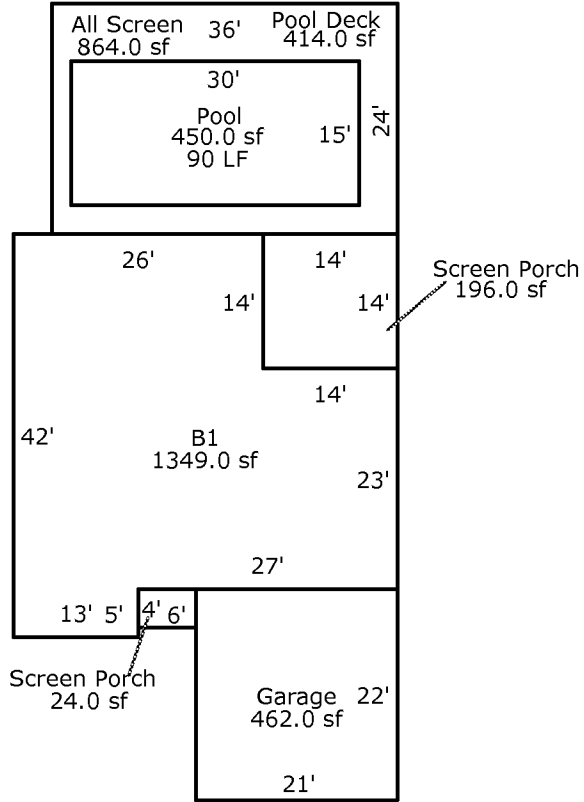 All Screen
864.0 sf
36'
Pool Deck
414.0 sf
30'
24'
Pool
450.0 sf
90 LF
15'
26'
14'
Screen Porch
196.0 sf
14'
14'
14'
42'
B1
1349.0 sf
23'
27'
13' 5' 4' 6'
Screen Porch
24.0 sf
Garage
462.0 sf
22'
21'